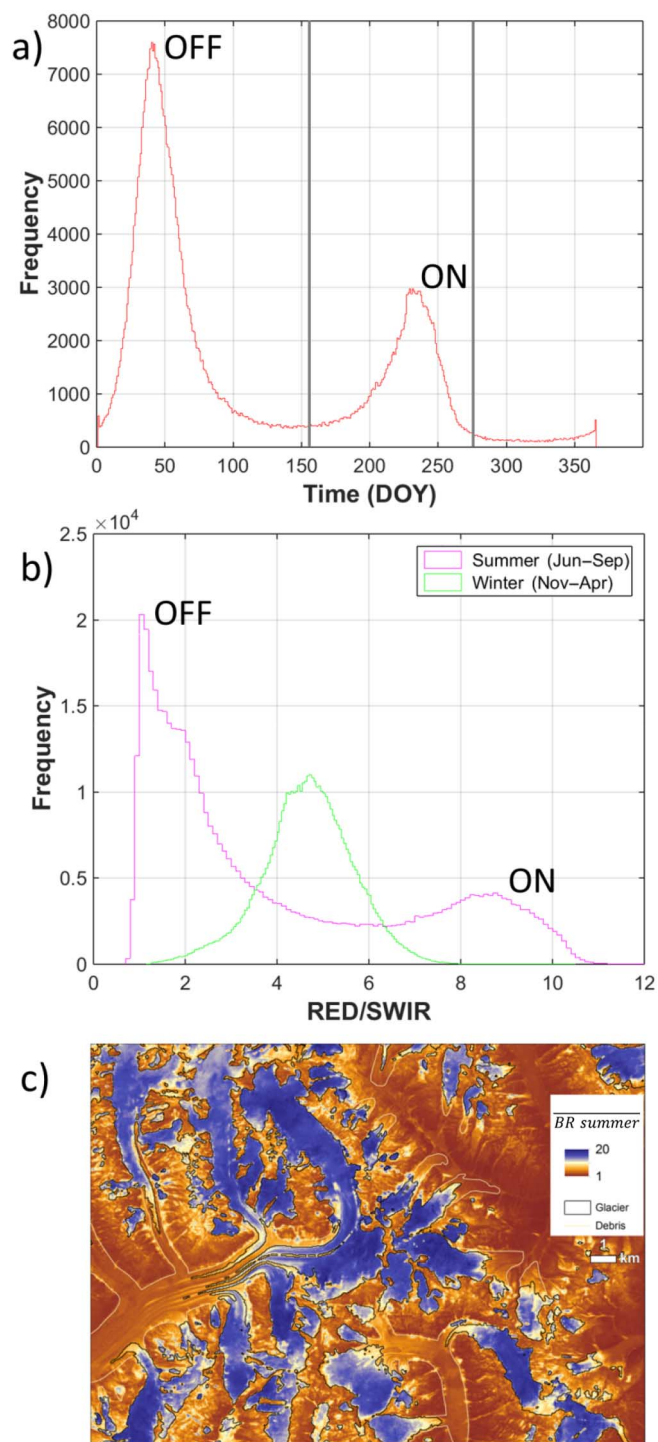 a)
OFF
ON
8000
7000
6000
5000
4000
3000
2000
1000
0
Frequency
0 50 100 150 200 250 300 350
Time (DOY)
b)
×10⁴
2.5
2
1.5
1
0.5
0
Frequency
OFF
ON
Summer (Jun–Sep)
Winter (Nov–Apr)
0 2 4 6 8 10 12
RED/SWIR
c)
BR summer
20
1
Glacier
Debris
1
km